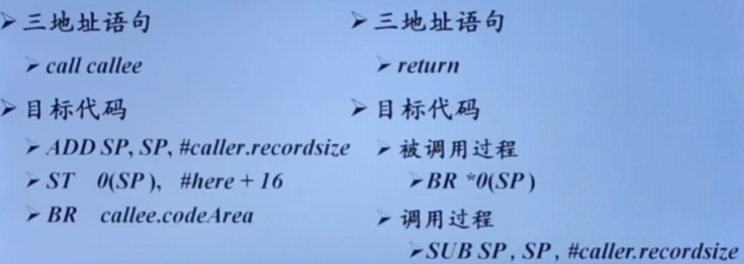 ➢ 三地址语句
➢ call callee
➢ 目标代码
➢ ADD SP, SP, #caller.recordsize
➢ ST 0(SP), #here + 16
➢ BR callee.codeArea
➢ 三地址语句
➢ return
➢ 目标代码
➢ 被调用过程
➢ BR *0(SP)
➢ 调用过程
➢ SUB SP, SP, #caller.recordsize